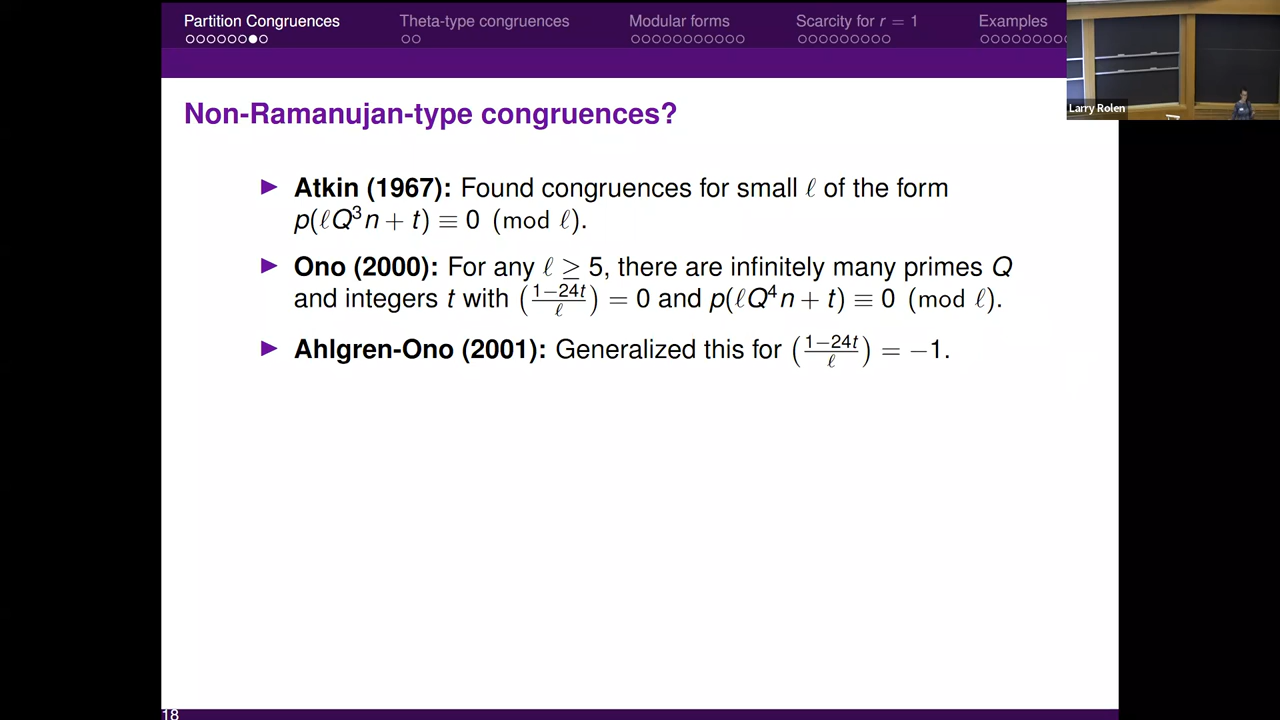 Partition Congruences Theta-type congruences Modular forms Scarcity for r = 1 Examples
Larry Rolen
Non-Ramanujan-type congruences?
▶ Atkin (1967): Found congruences for small ℓ of the form
p(ℓQ³n + t) ≡ 0 (mod ℓ).
▶ Ono (2000): For any ℓ ≥ 5, there are infinitely many primes Q
and integers t with ((1−24t)/ℓ) = 0 and p(ℓQ⁴n + t) ≡ 0 (mod ℓ).
▶ Ahlgren-Ono (2001): Generalized this for ((1−24t)/ℓ) = −1.
18